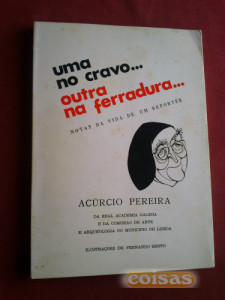 uma
no cravo...
outra
na ferradura...
NOTAS DA VIDA DE UM REPÓRTER
ACÚRCIO PEREIRA
DA REAL ACADEMIA GALEGA
E DA COMISSÃO DE ARTE
E ARQUEOLOGIA DO MUNICÍPIO DE LISBOA
ILUSTRAÇÕES DE FERNANDO BENTO
coisas